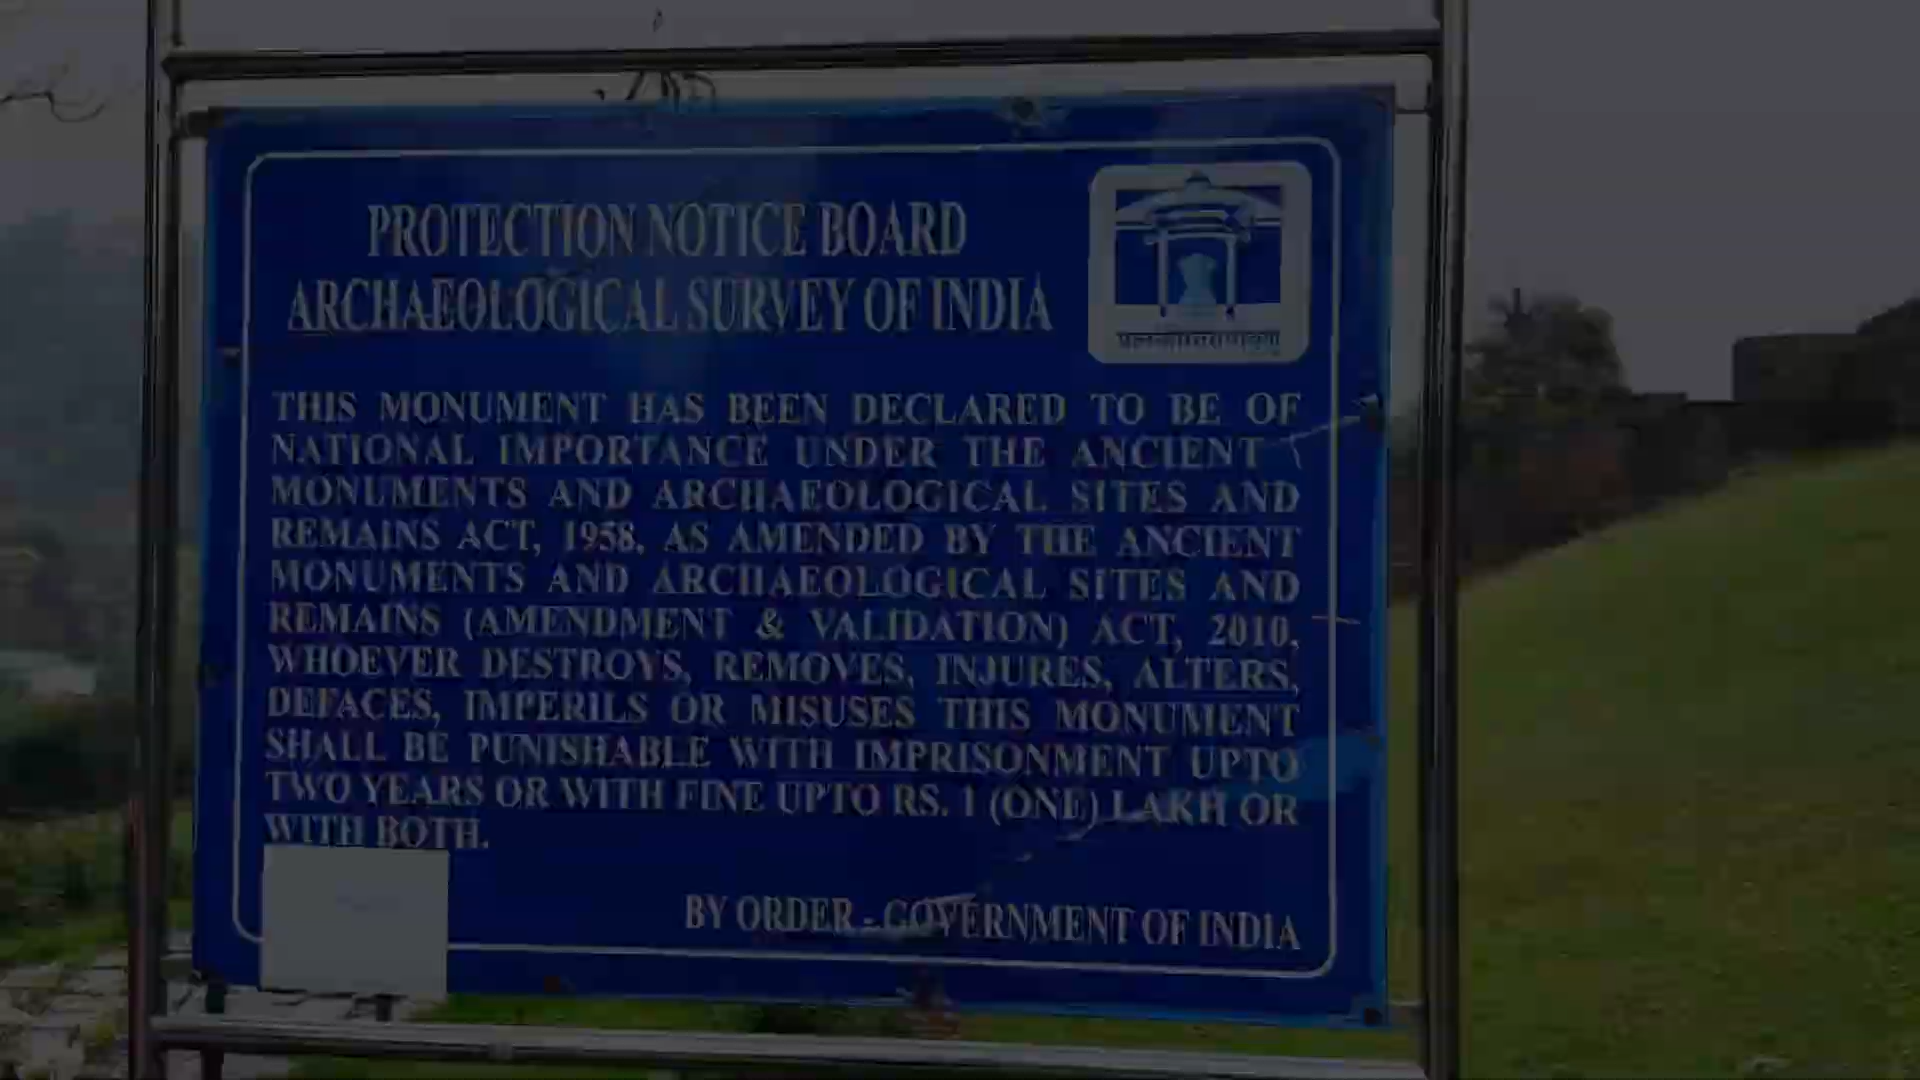 PROTECTION NOTICE BOARD
ARCHAEOLOGICAL SURVEY OF INDIA
THIS MONUMENT HAS BEEN DECLARED TO BE OF
NATIONAL IMPORTANCE UNDER THE ANCIENT
MONUMENTS AND ARCHAEOLOGICAL SITES AND
REMAINS ACT, 1958, AS AMENDED BY THE ANCIENT
MONUMENTS AND ARCHAEOLOGICAL SITES AND
REMAINS (AMENDMENT & VALIDATION) ACT, 2010,
WHOEVER DESTROYS, REMOVES, INJURES, ALTERS,
DEFACES, IMPERILS OR MISUSES THIS MONUMENT
SHALL BE PUNISHABLE WITH IMPRISONMENT UPTO
TWO YEARS OR WITH FINE UPTO RS. 1 (ONE) LAKH OR
WITH BOTH.
BY ORDER - GOVERNMENT OF INDIA